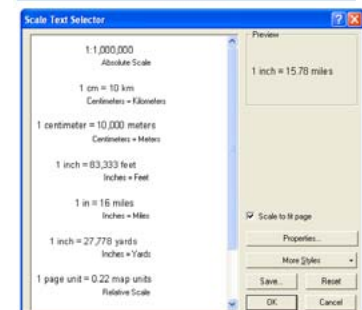 Scale Text Selector
1:1,000,000
Absolute Scale
1 cm = 10 km
Centimeters = Kilometers
1 centimeter = 10,000 meters
Centimeters = Meters
1 inch = 83,333 feet
Inches = Feet
1 in = 16 miles
Inches = Miles
1 inch = 27,778 yards
Inches = Yards
1 page unit = 0.22 map units
Relative Scale
Preview
1 inch = 15.78 miles
Scale to fit page
Properties...
More Styles
Save...
Reset
OK
Cancel